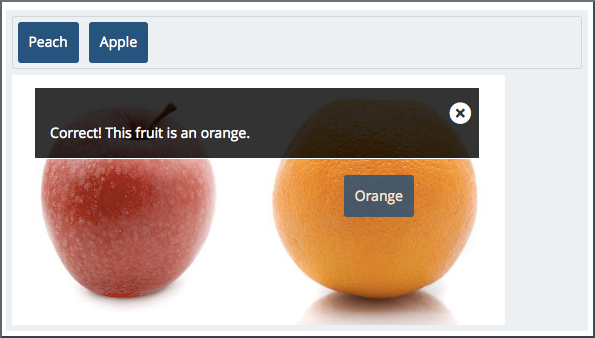 Peach
Apple
Correct! This fruit is an orange.
Orange